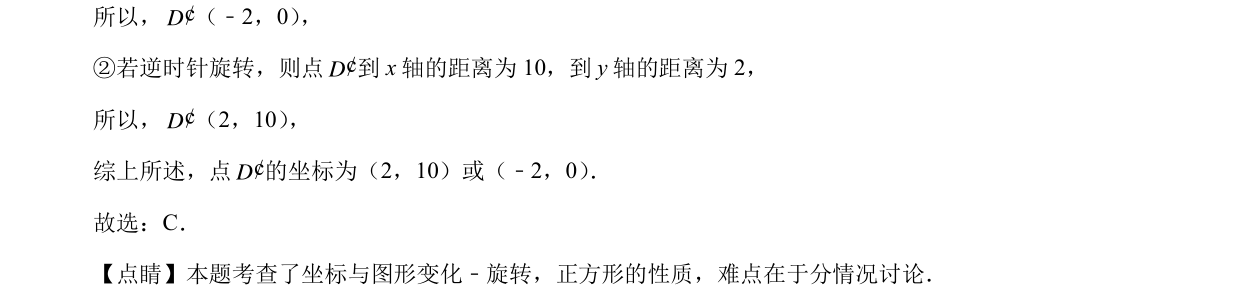 所以，D¢（﹣2，0），
②若逆时针旋转，则点D¢到 x 轴的距离为 10，到 y 轴的距离为 2，
所以，D¢（2，10），
综上所述，点D¢的坐标为（2，10）或（﹣2，0）．
故选：C．
【点睛】本题考查了坐标与图形变化﹣旋转，正方形的性质，难点在于分情况讨论．